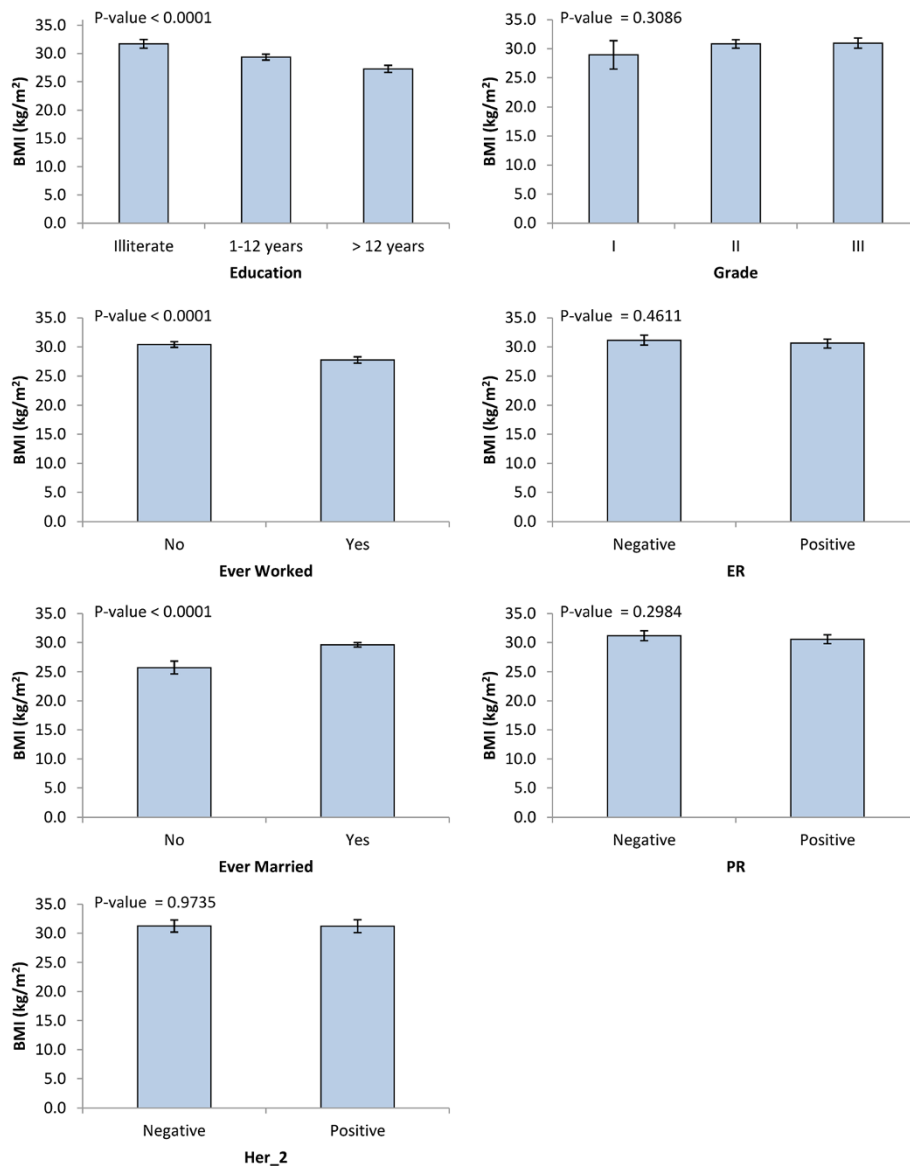 P-value < 0.0001
35.0
30.0
25.0
20.0
15.0
10.0
5.0
0.0
BMI (kg/m²)
Illiterate 1-12 years > 12 years
Education
P-value = 0.3086
35.0
30.0
25.0
20.0
15.0
10.0
5.0
0.0
BMI (kg/m²)
I II III
Grade
P-value < 0.0001
35.0
30.0
25.0
20.0
15.0
10.0
5.0
0.0
BMI (kg/m²)
No Yes
Ever Worked
P-value = 0.4611
35.0
30.0
25.0
20.0
15.0
10.0
5.0
0.0
BMI (kg/m²)
Negative Positive
ER
P-value < 0.0001
35.0
30.0
25.0
20.0
15.0
10.0
5.0
0.0
BMI (kg/m²)
No Yes
Ever Married
P-value = 0.2984
35.0
30.0
25.0
20.0
15.0
10.0
5.0
0.0
BMI (kg/m²)
Negative Positive
PR
P-value = 0.9735
35.0
30.0
25.0
20.0
15.0
10.0
5.0
0.0
BMI (kg/m²)
Negative Positive
Her_2